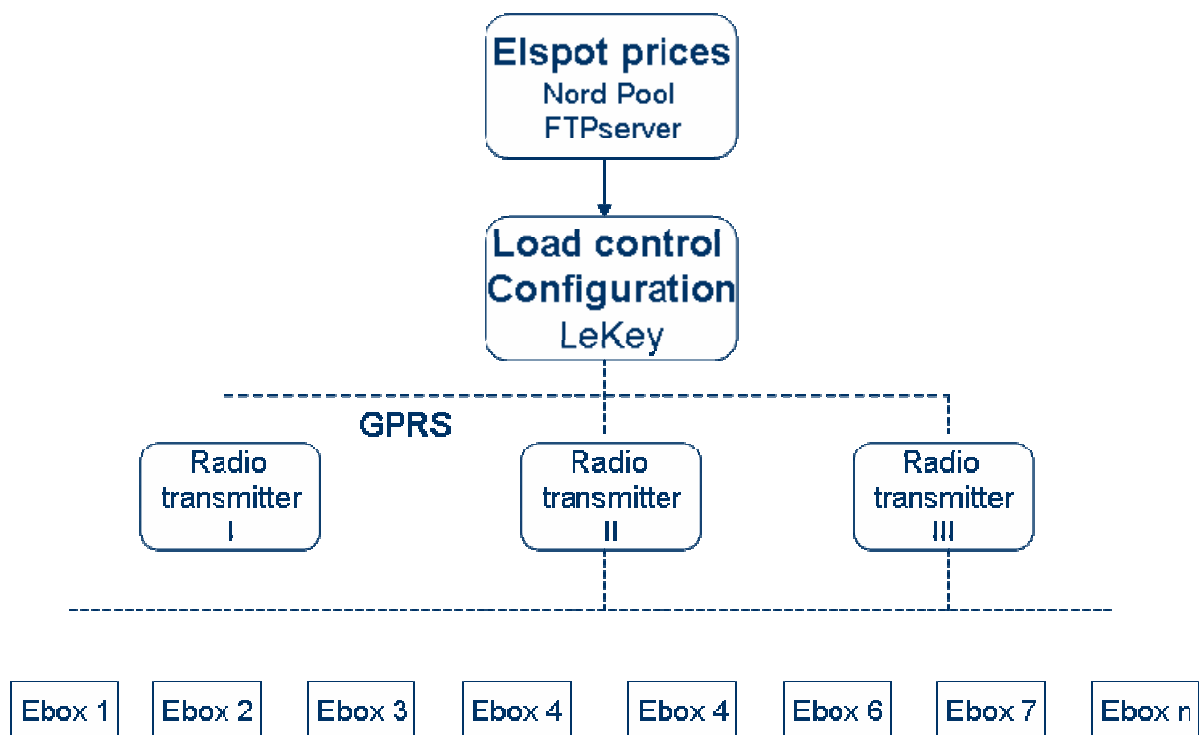 Elspot prices
Nord Pool
FTPserver
Load control
Configuration
LeKey
GPRS
Radio
transmitter
I
Radio
transmitter
II
Radio
transmitter
III
Ebox 1
Ebox 2
Ebox 3
Ebox 4
Ebox 4
Ebox 6
Ebox 7
Ebox n